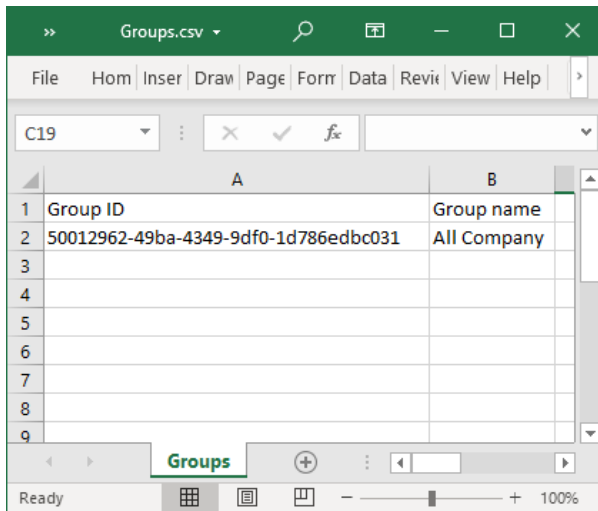 » Groups.csv
File Hom Inser Draw Page Form Data Revie View Help >
C19 fx
A B
1 Group ID Group name
2 50012962-49ba-4349-9df0-1d786edbc031 All Company
3
4
5
6
7
8
9
Groups
Ready 100%